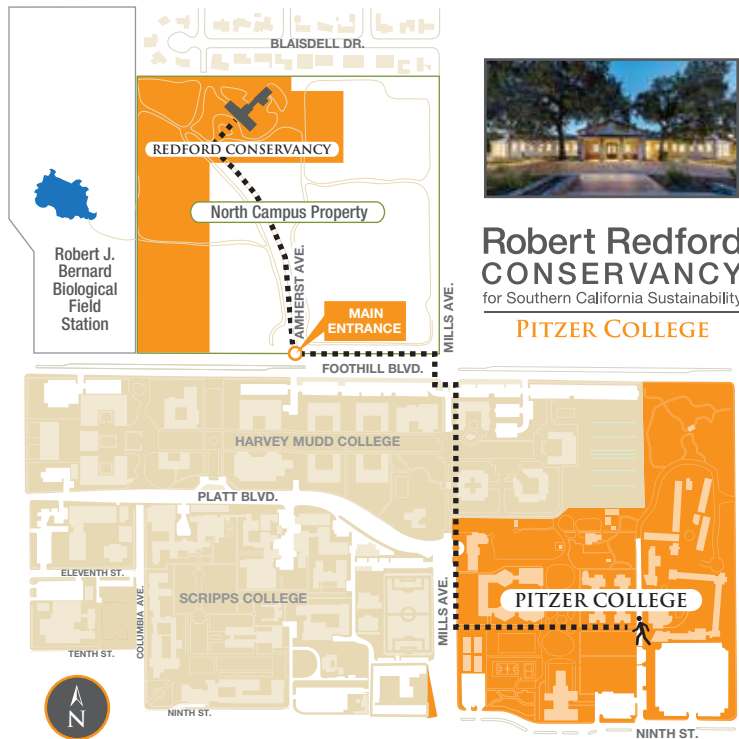 BLAISDELL DR.
REDFORD CONSERVANCY
North Campus Property
Robert J.
Bernard
Biological
Field
Station
AMHERST AVE.
MAIN
ENTRANCE
MILLS AVE.
Robert Redford
CONSERVANCY
for Southern California Sustainability
PITZER COLLEGE
FOOTHILL BLVD.
HARVEY MUDD COLLEGE
PLATT BLVD.
ELEVENTH ST.
COLUMBIA AVE.
SCRIPPS COLLEGE
MILLS AVE.
PITZER COLLEGE
TENTH ST.
N
NINTH ST.
NINTH ST.